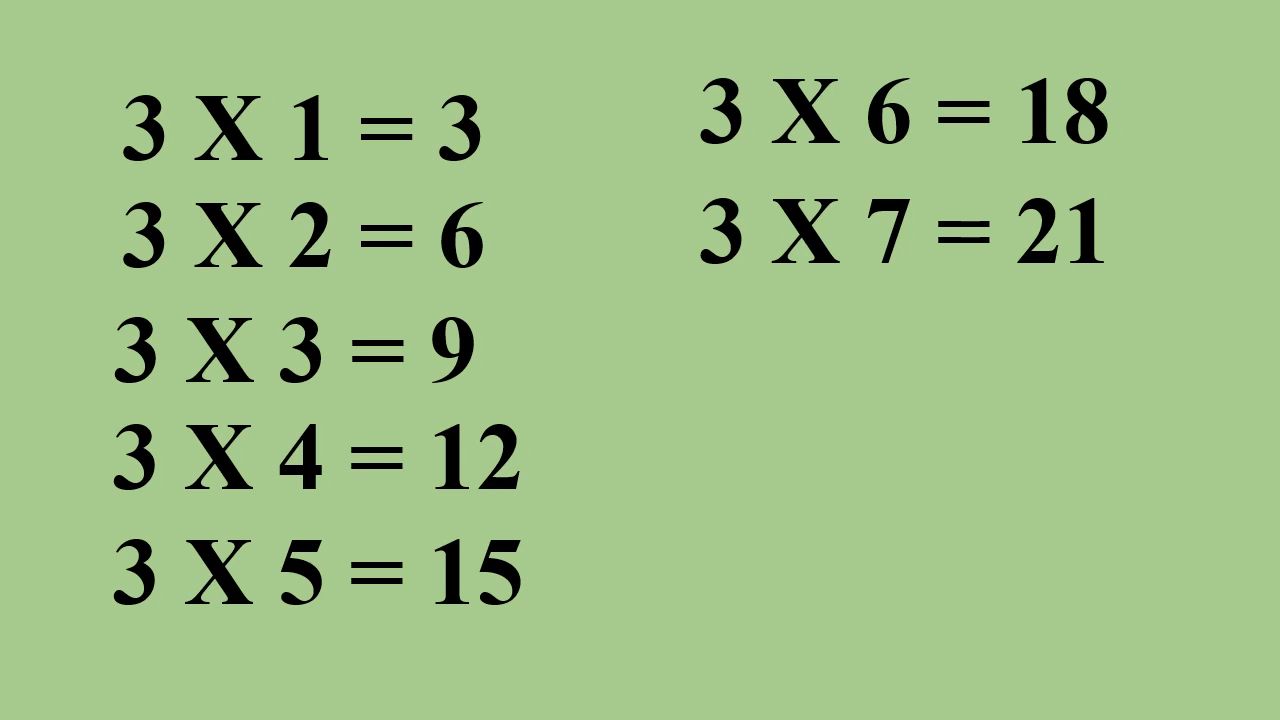 3 X 1 = 3
3 X 2 = 6
3 X 3 = 9
3 X 4 = 12
3 X 5 = 15
3 X 6 = 18
3 X 7 = 21